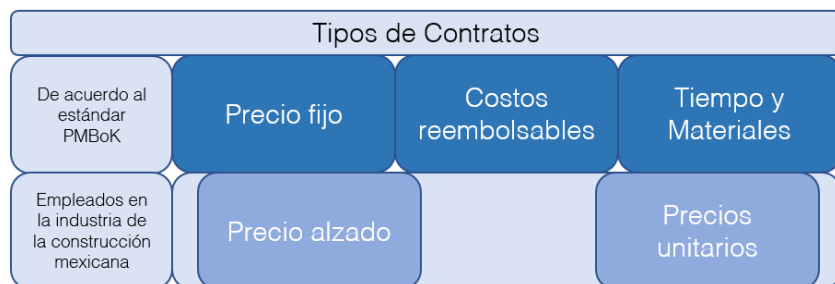 Tipos de Contratos
De acuerdo al
estándar
PMBoK
Precio fijo
Costos
reembolsables
Tiempo y
Materiales
Empleados en
la industria de
la construcción
mexicana
Precio alzado
Precios
unitarios